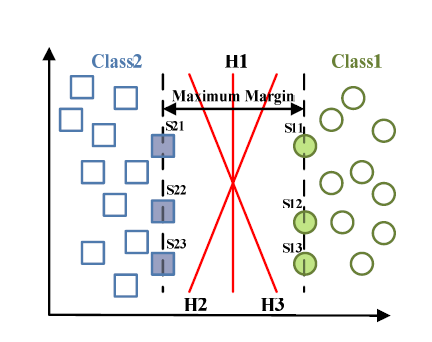 Class2 H1 Class1
Maximum Margin
S21 S11
S22 S12
S23 S13
H2 H3